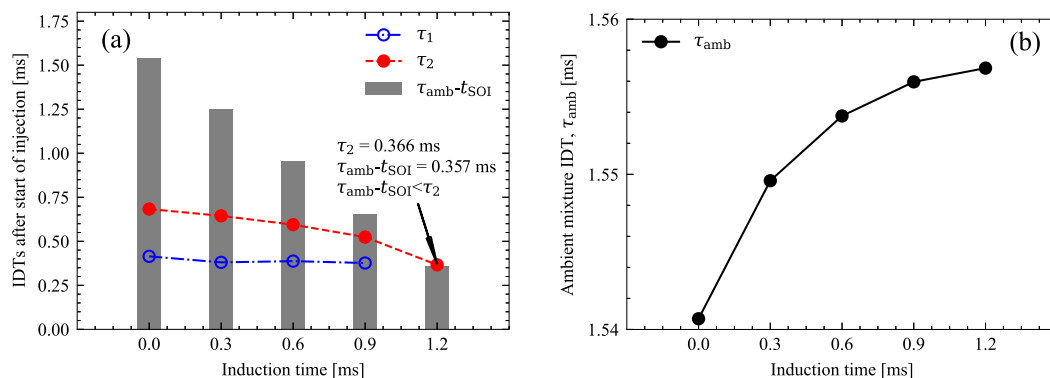 (a)
IDTs after start of injection [ms]
1.75
1.50
1.25
1.00
0.75
0.50
0.25
0.00
τ1
τ2
τamb-tSOI
τ2 = 0.366 ms
τamb-tSOI = 0.357 ms
τamb-tSOI<τ2
0.0 0.3 0.6 0.9 1.2
Induction time [ms]
(b)
Ambient mixture IDT, τamb [ms]
1.56
1.55
1.54
τamb
0.0 0.3 0.6 0.9 1.2
Induction time [ms]